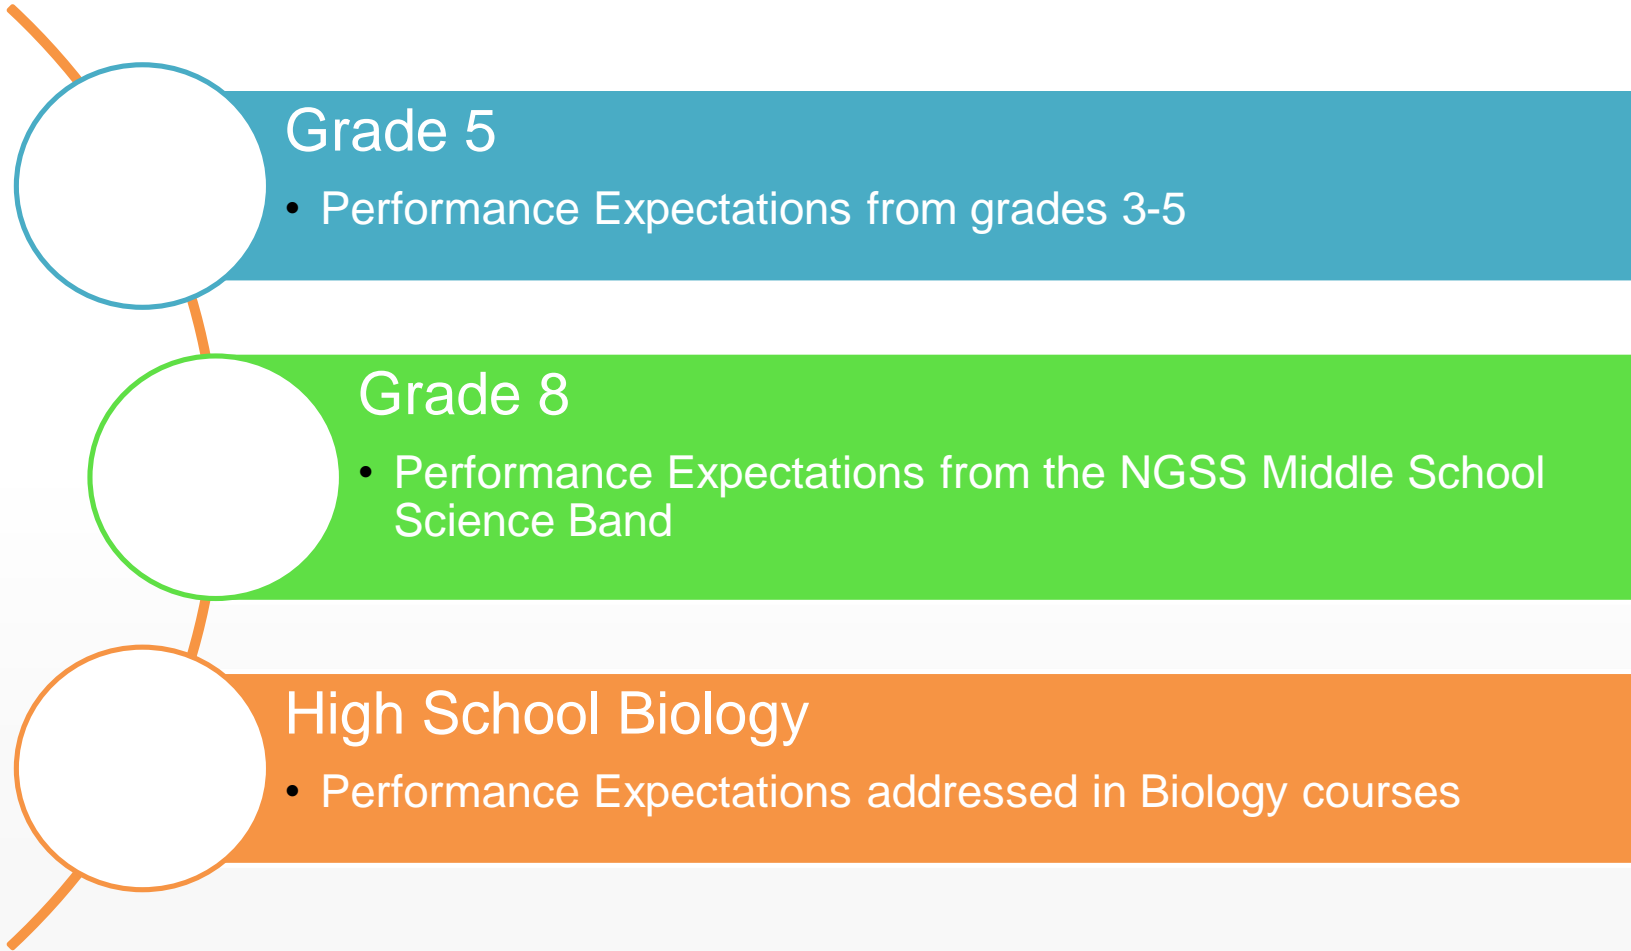 Grade 5
• Performance Expectations from grades 3-5
Grade 8
• Performance Expectations from the NGSS Middle School
Science Band
High School Biology
• Performance Expectations addressed in Biology courses